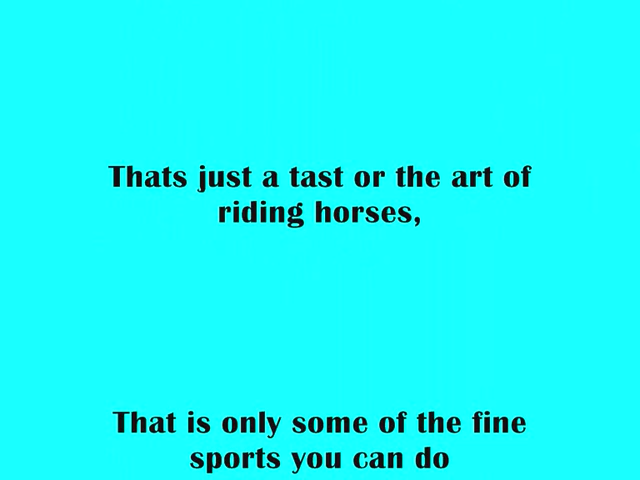 Thats just a tast or the art of
riding horses,
That is only some of the fine
sports you can do